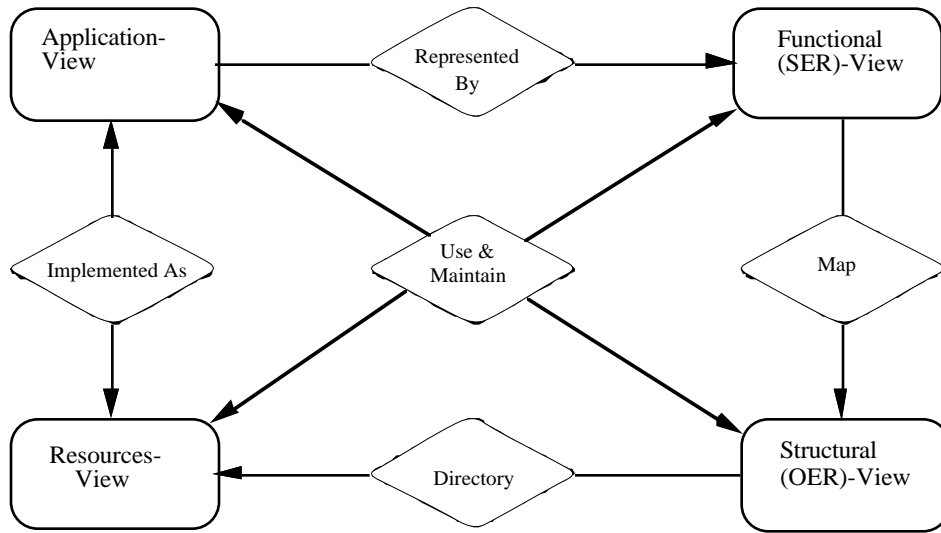 Application-
View
Represented
By
Functional
(SER)-View
Implemented As
Use &
Maintain
Map
Resources-
View
Directory
Structural
(OER)-View